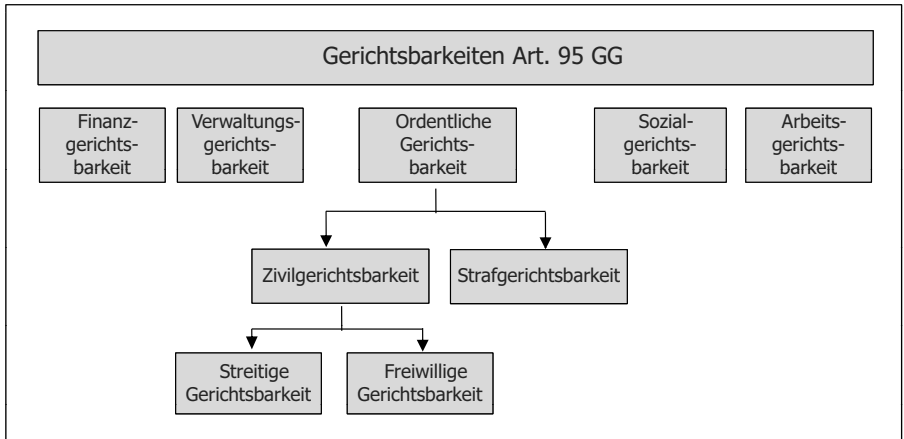 Gerichtsbarkeiten Art. 95 GG
Finanz-
gerichts-
barkeit
Verwaltungs-
gerichts-
barkeit
Ordentliche
Gerichts-
barkeit
Sozial-
gerichts-
barkeit
Arbeits-
gerichts-
barkeit
Zivilgerichtsbarkeit
Strafgerichtsbarkeit
Streitige
Gerichtsbarkeit
Freiwillige
Gerichtsbarkeit